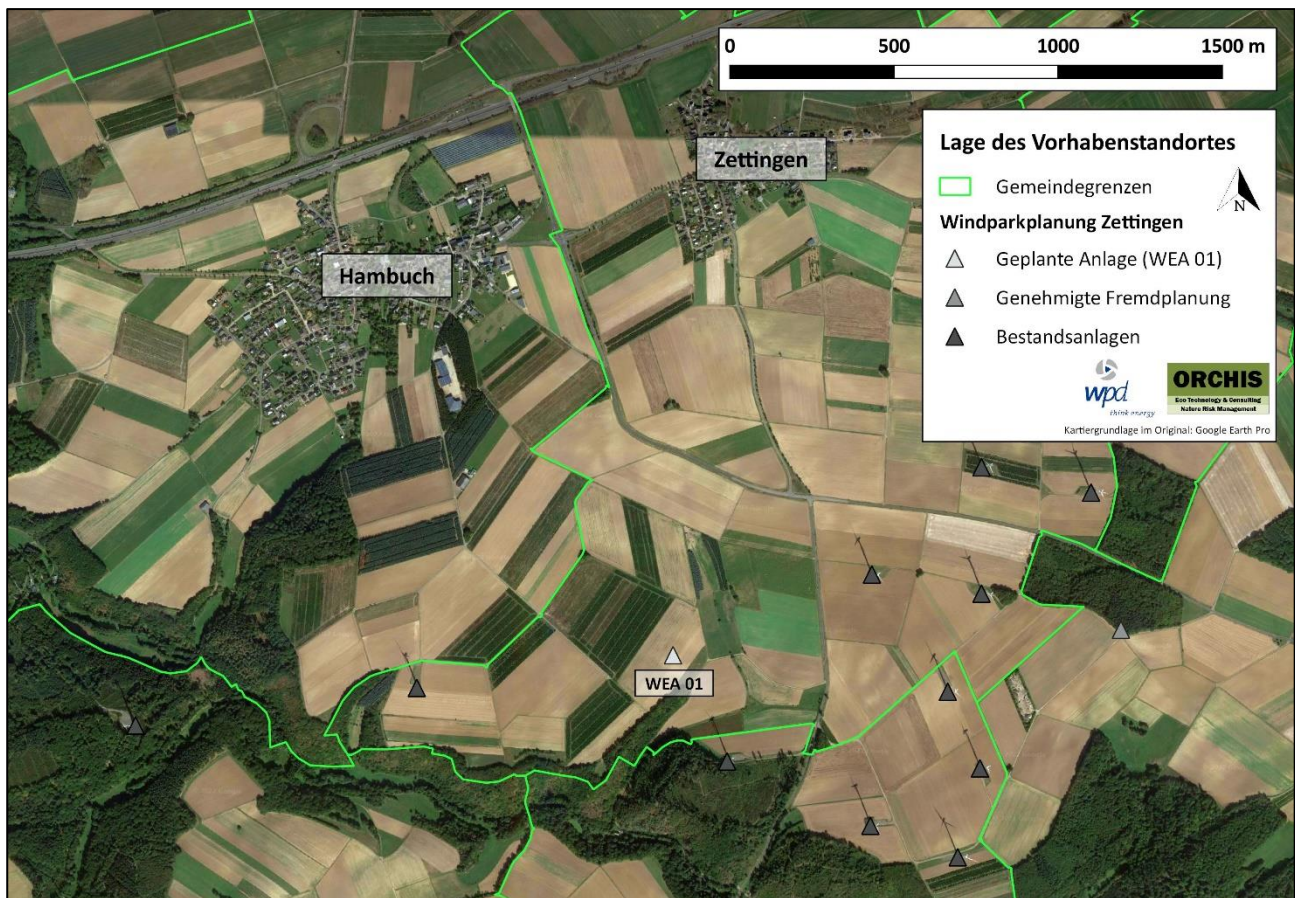 0 500 1000 1500 m
Lage des Vorhabenstandortes
Gemeindegrenzen
N
Windparkplanung Zettingen
Geplante Anlage (WEA 01)
Genehmigte Fremdplanung
Bestandsanlagen
wpd
think energy
ORCHIS
Eco Technology & Consulting
Nature Risk Management
Kartiergrundlage im Original: Google Earth Pro
Zettingen
Hambuch
WEA 01